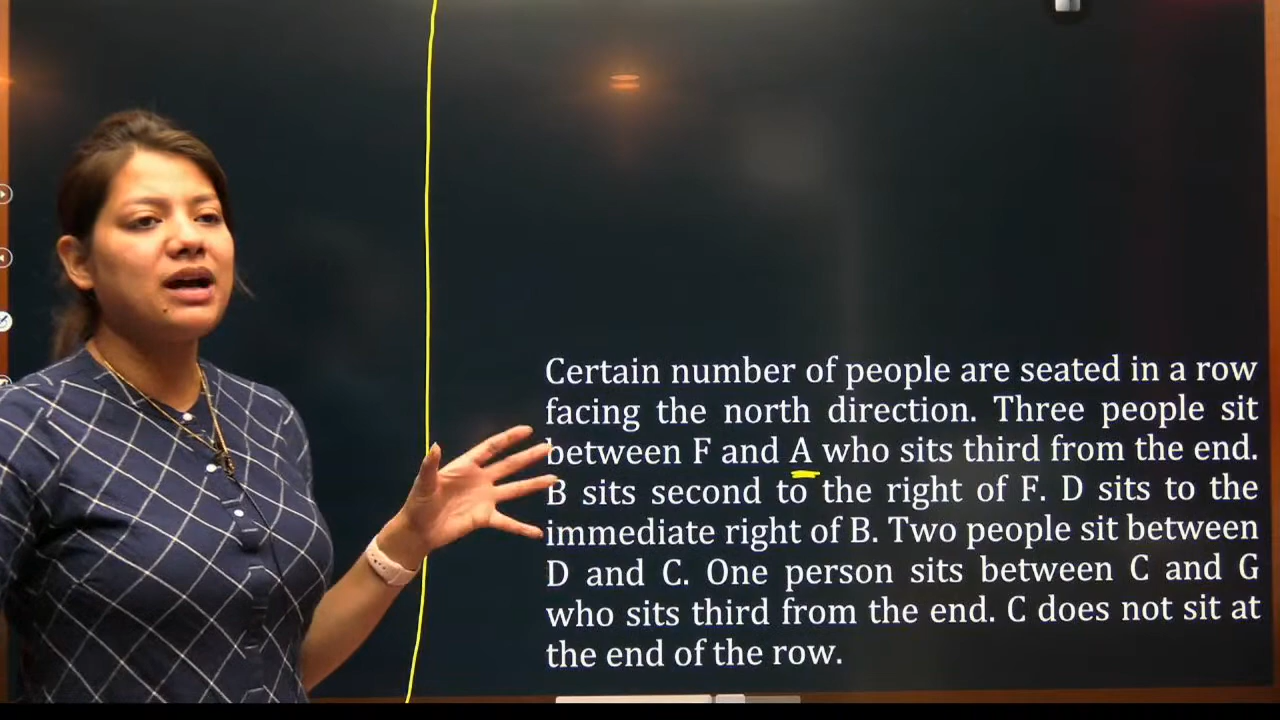 Certain number of people are seated in a row
facing the north direction. Three people sit
between F and A who sits third from the end.
B sits second to the right of F. D sits to the
immediate right of B. Two people sit between
D and C. One person sits between C and G
who sits third from the end. C does not sit at
the end of the row.